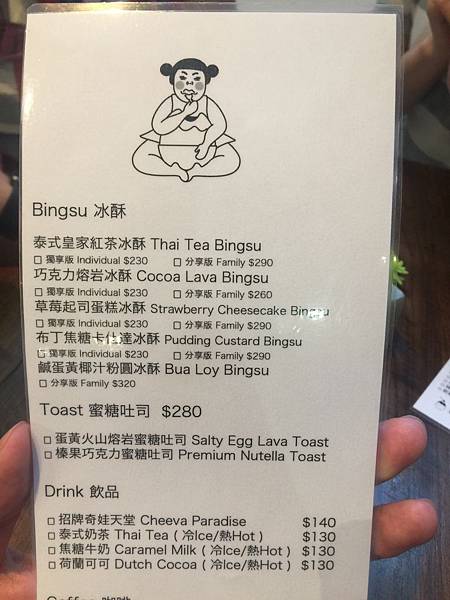 Bingsu 冰酥
泰式皇家紅茶冰酥 Thai Tea Bingsu
□ 獨享版 Individual $230 □ 分享版 Family $290
巧克力熔岩冰酥 Cocoa Lava Bingsu
□ 獨享版 Individual $230 □ 分享版 Family $260
草莓起司蛋糕冰酥 Strawberry Cheesecake Bingsu
□ 獨享版 Individual $230 □ 分享版 Family $290
布丁焦糖卡仕達冰酥 Pudding Custard Bingsu
□ 獨享版 Individual $230 □ 分享版 Family $290
鹹蛋黃椰汁粉圓冰酥 Bua Loy Bingsu
□ 分享版 Family $320
Toast 蜜糖吐司 $280
□ 蛋黃火山熔岩蜜糖吐司 Salty Egg Lava Toast
□ 榛果巧克力蜜糖吐司 Premium Nutella Toast
Drink 飲品
□ 招牌奇娃天堂 Cheeva Paradise $140
□ 泰式奶茶 Thai Tea ( 冷Ice/熱Hot ) $130
□ 焦糖牛奶 Caramel Milk ( 冷Ice/熱Hot ) $130
□ 荷蘭可可 Dutch Cocoa ( 冷Ice/熱Hot ) $130